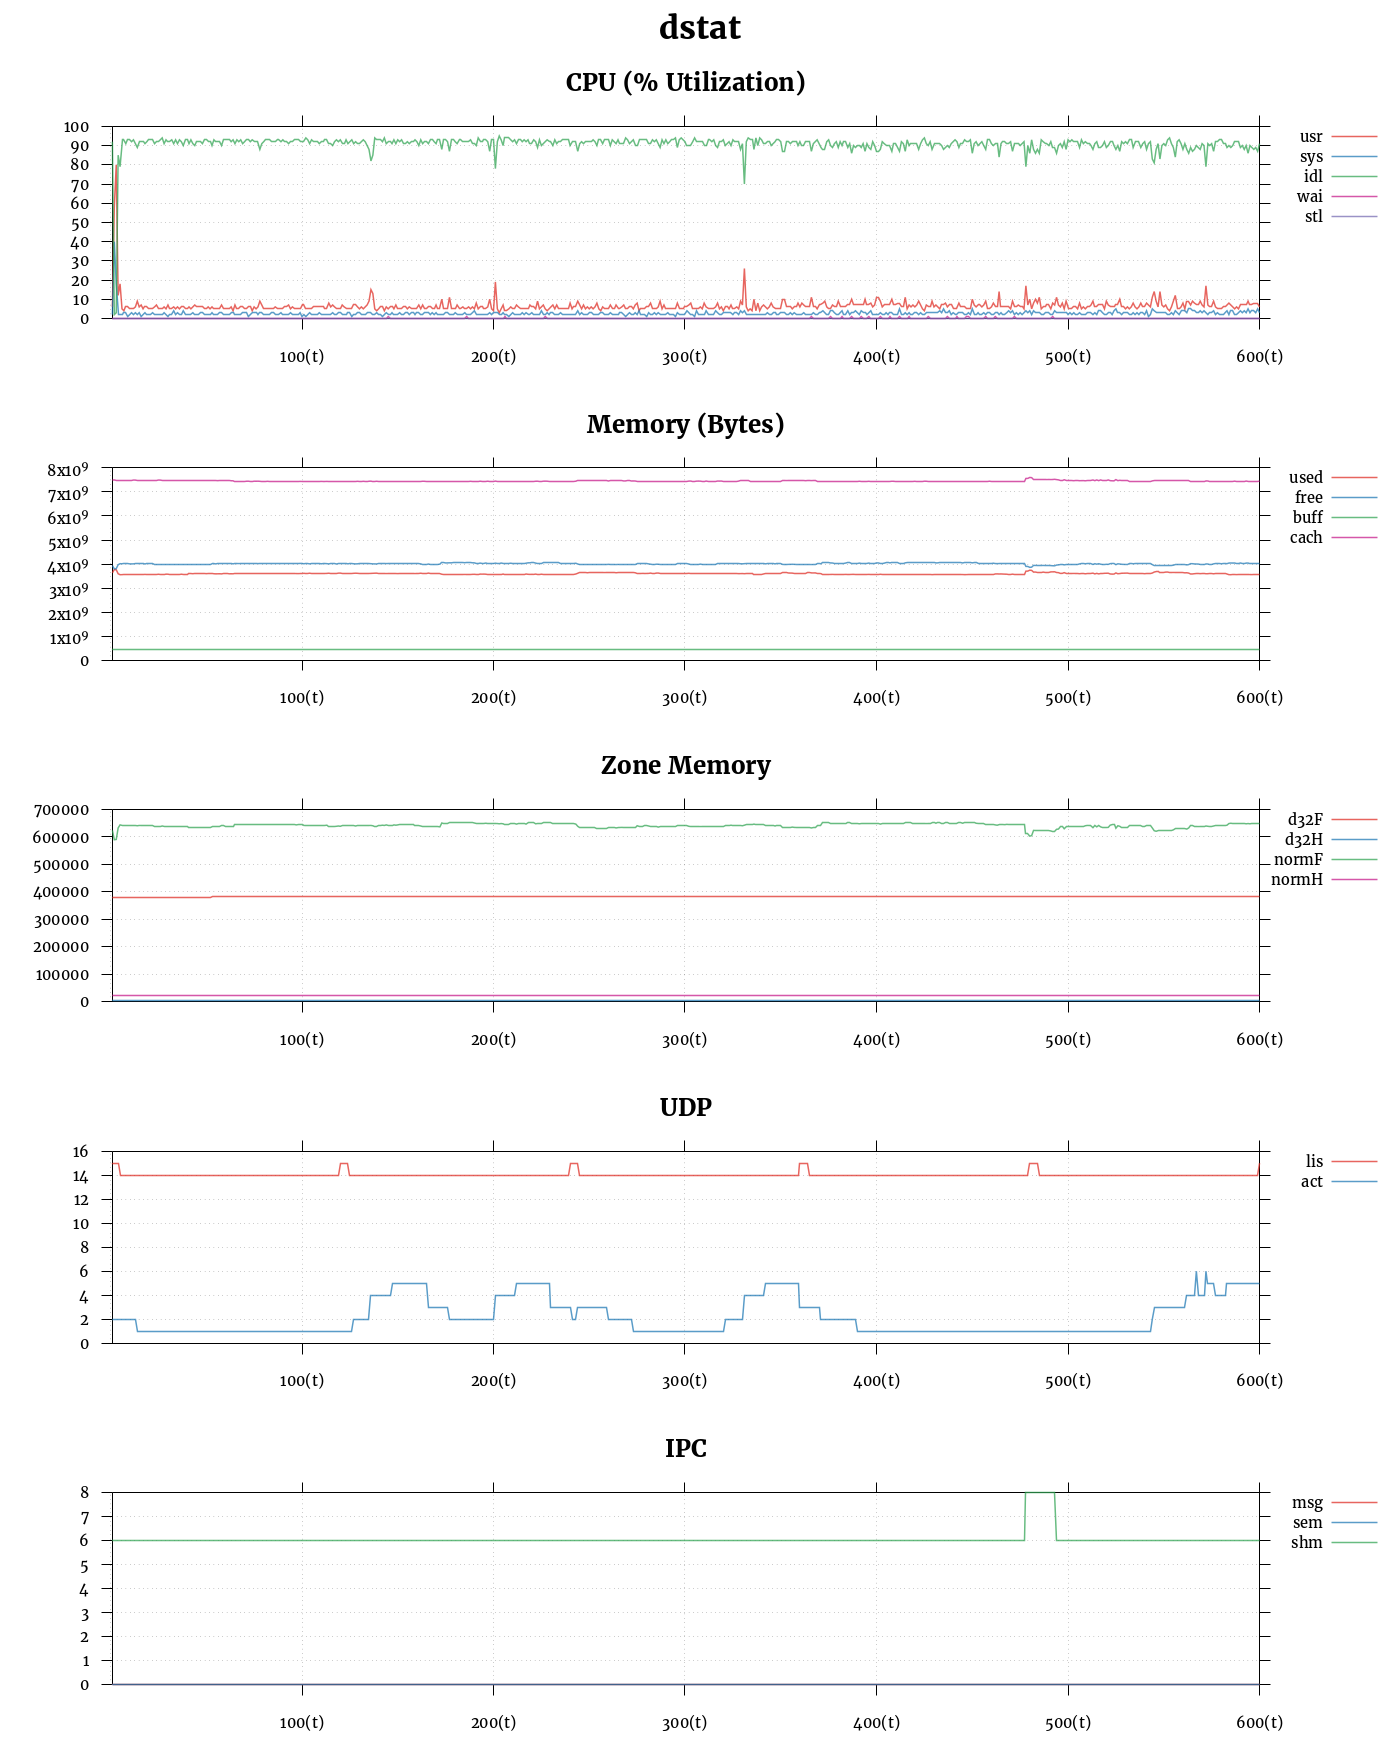 dstat
CPU (% Utilization)
100
90
80
70
60
50
40
30
20
10
0
usr
sys
idl
wai
stl
100(t) 200(t) 300(t) 400(t) 500(t) 600(t)
Memory (Bytes)
8x10⁹
7x10⁹
6x10⁹
5x10⁹
4x10⁹
3x10⁹
2x10⁹
1x10⁹
0
used
free
buff
cach
100(t) 200(t) 300(t) 400(t) 500(t) 600(t)
Zone Memory
700000
600000
500000
400000
300000
200000
100000
0
d32F
d32H
normF
normH
100(t) 200(t) 300(t) 400(t) 500(t) 600(t)
UDP
16
14
12
10
8
6
4
2
0
lis
act
100(t) 200(t) 300(t) 400(t) 500(t) 600(t)
IPC
8
7
6
5
4
3
2
1
0
msg
sem
shm
100(t) 200(t) 300(t) 400(t) 500(t) 600(t)